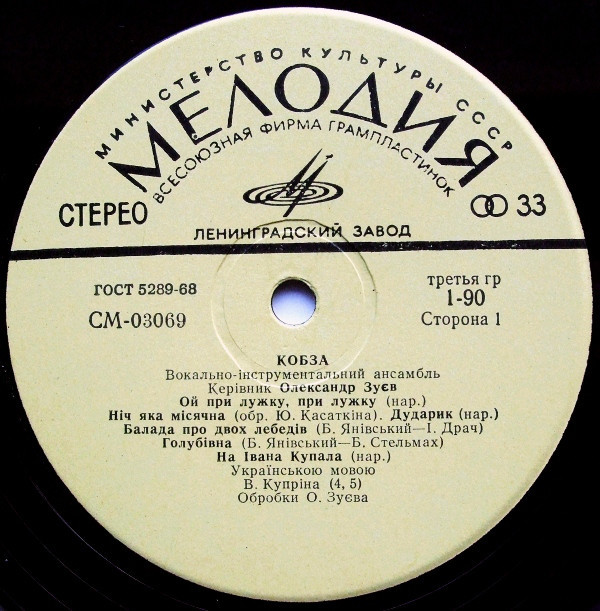 МИНИСТЕРСТВО КУЛЬТУРЫ СССР
МЕЛОДИЯ
ВСЕСОЮЗНАЯ ФИРМА ГРАМПЛАСТИНОК
СТЕРЕО
33
ЛЕНИНГРАДСКИЙ ЗАВОД
ГОСТ 5289-68
третья гр
1-90
СМ-03069
Сторона 1
КОБЗА
Вокально-інструментальний ансамбль
Керівник Олександр Зуєв
Ой при лужку, при лужку (нар.)
Ніч яка місячна (обр. Ю. Касаткіна). Дударик (нар.)
Балада про двох лебедів (Б. Янівський—І. Драч)
Голубівна (Б. Янівський—Б. Стельмах)
На Івана Купала (нар.)
Українською мовою
В. Купріна (4, 5)
Обробки О. Зуєва